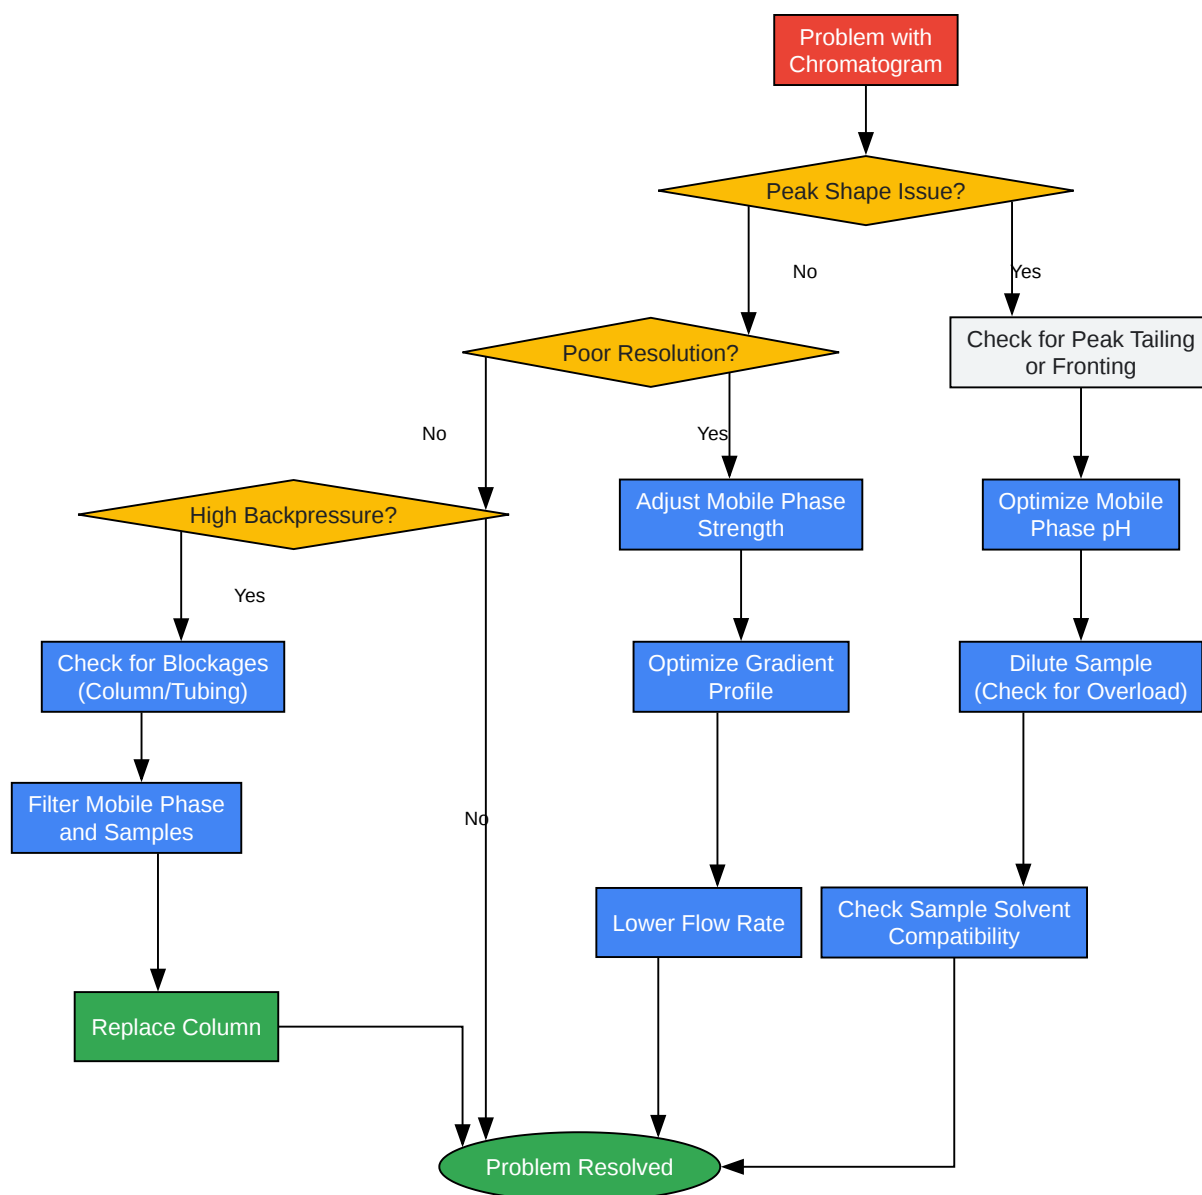 Problem with
Chromatogram
Peak Shape Issue?
No
Yes
Poor Resolution?
Check for Peak Tailing
or Fronting
No
Yes
High Backpressure?
Adjust Mobile Phase
Strength
Optimize Mobile
Phase pH
Yes
Check for Blockages
(Column/Tubing)
Optimize Gradient
Profile
Dilute Sample
(Check for Overload)
Filter Mobile Phase
and Samples
No
Lower Flow Rate
Check Sample Solvent
Compatibility
Replace Column
Problem Resolved